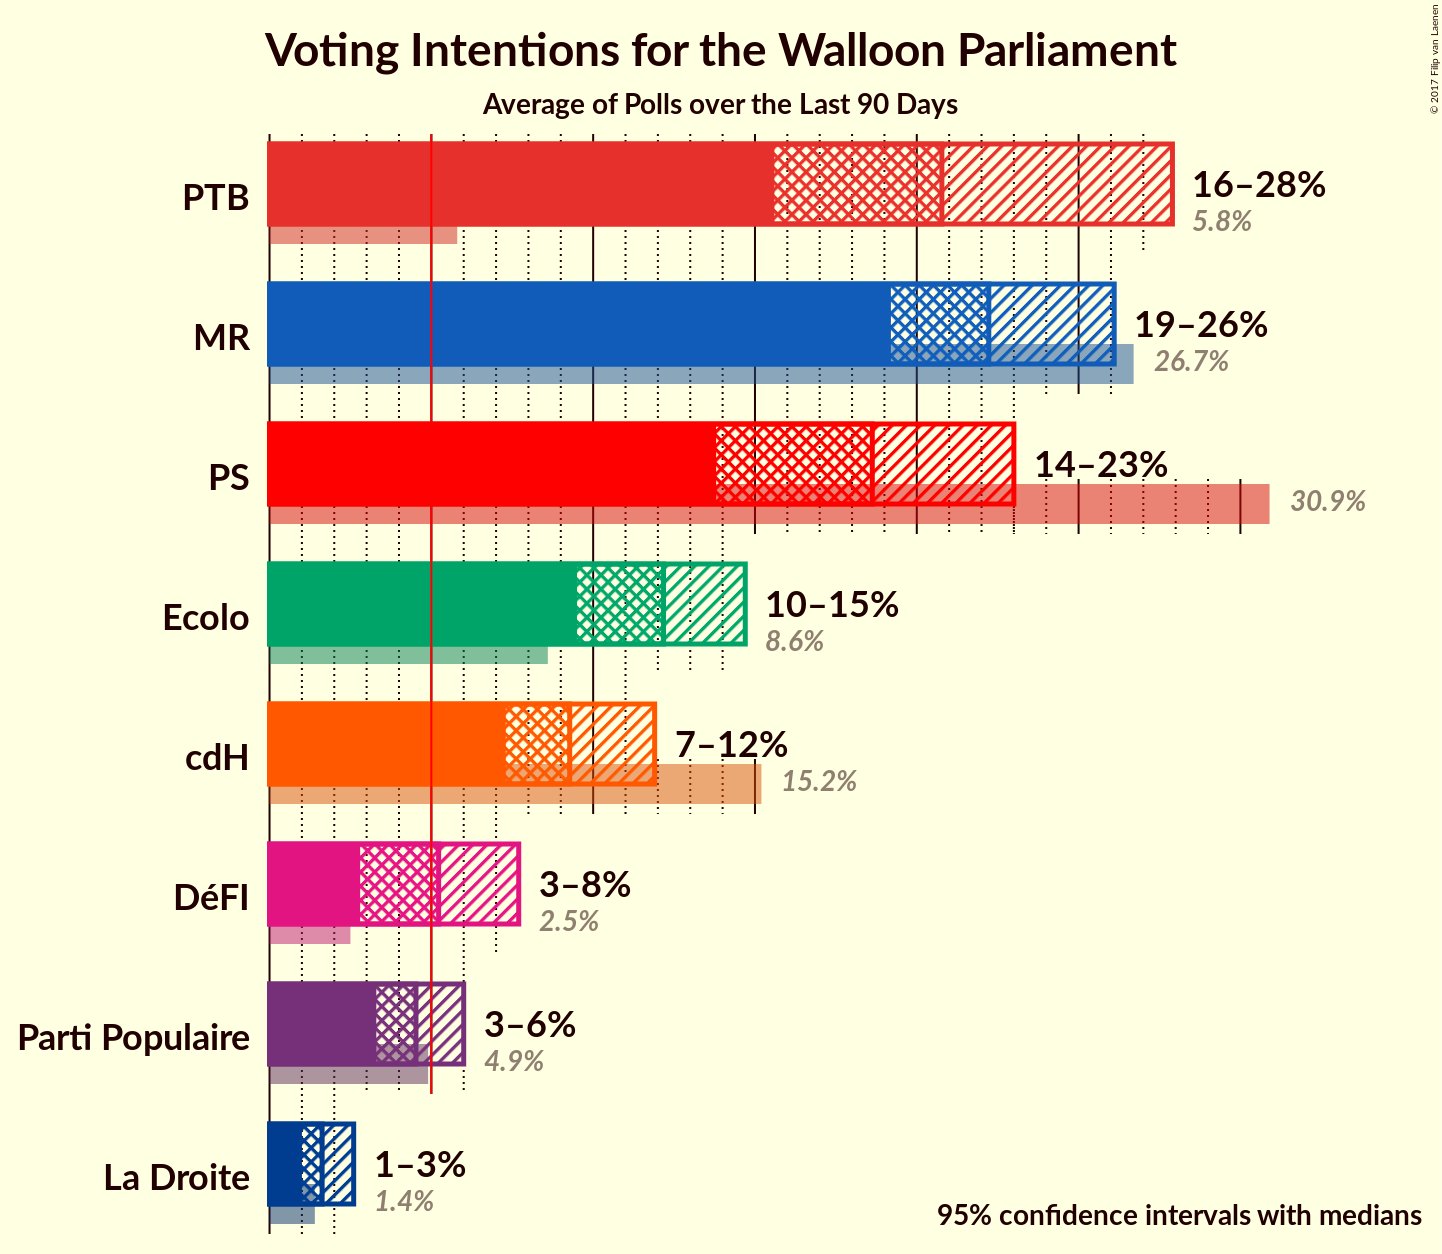 Voting Intentions for the Walloon Parliament
Average of Polls over the Last 90 Days
© 2017 Filip van Laenen
PTB
16–28%
5.8%
MR
19–26%
26.7%
PS
14–23%
30.9%
Ecolo
10–15%
8.6%
cdH
7–12%
15.2%
DéFI
3–8%
2.5%
Parti Populaire
3–6%
4.9%
La Droite
1–3%
1.4%
95% confidence intervals with medians